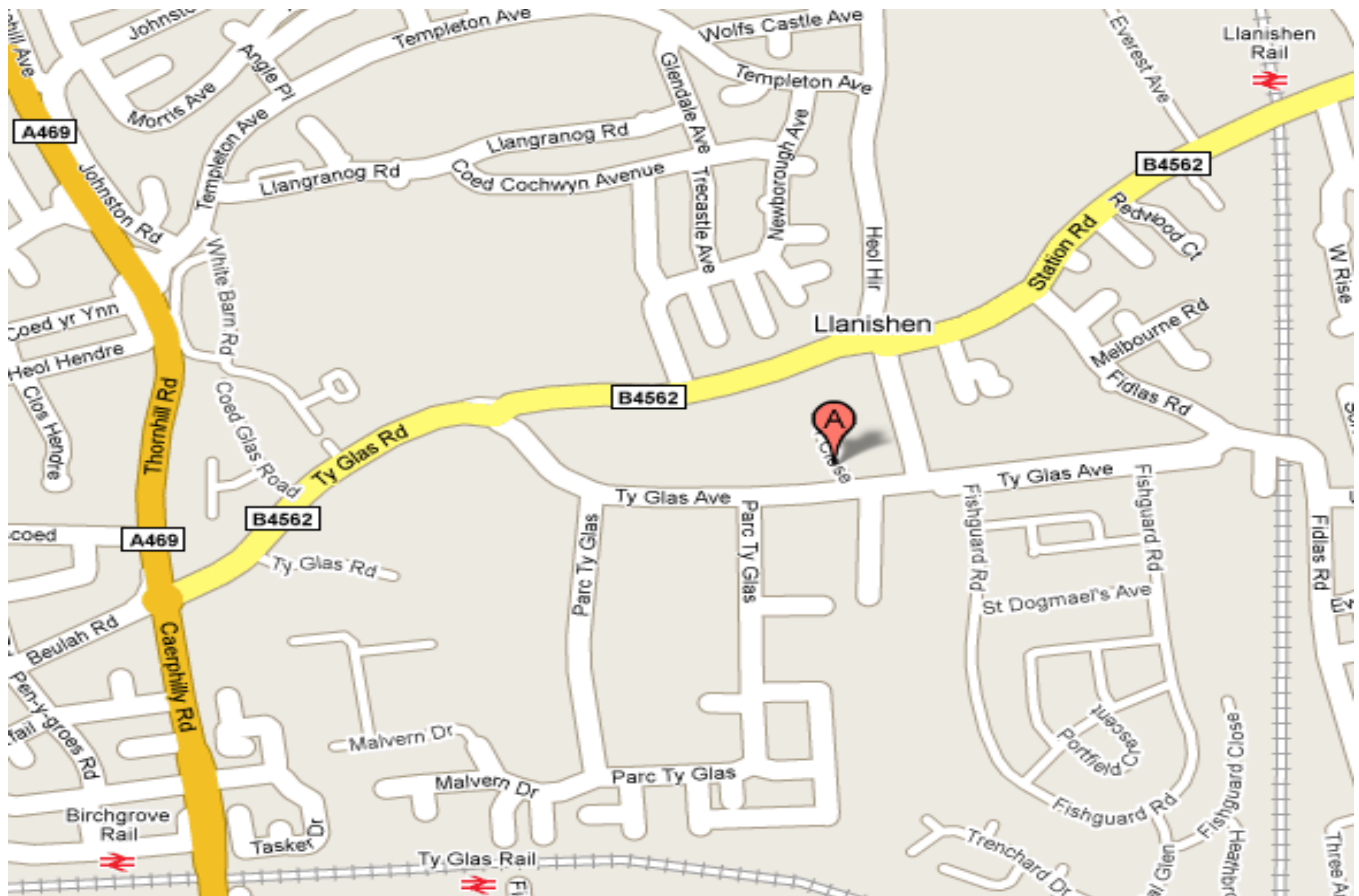 Johnston
Templeton Ave
Wolfs Castle Ave
Everest Ave
Llanishen
Rail
Angle Pl
Glendale Ave
Templeton Ave
Morris Ave
A469
Templeton Ave
Llangranog Rd
B4562
Johnston Rd
Llangranog Rd
Coed Cochwyn Avenue
Trecastle Ave
Newborough Ave
Redwood Ct
Heol Hir
Station Rd
W Rise
White Barn Rd
Coed yr Ynn
Llanishen
Melbourne Rd
Heol Hendre
Clos Hendre
B4562
Fidlas Rd
Thornhill Rd
Coed Glas Road
Ty Glas Rd
A
Close
Ty Glas Ave
Ty Glas Ave
Fishguard Rd
Fishguard Rd
B4562
A469
Parc Ty Glas
Parc Ty Glas
Fidlas Rd
Ty Glas Rd
St Dogmael's Ave
Beulah Rd
Caerphilly Rd
Pen-y-groes Rd
Malvern Dr
Portfield Crescent
Fishguard Close
Malvern Dr
Parc Ty Glas
Fishguard Rd
Birchgrove
Rail
Tasker Dr
Ty Glas Rail
Trenchard Dr